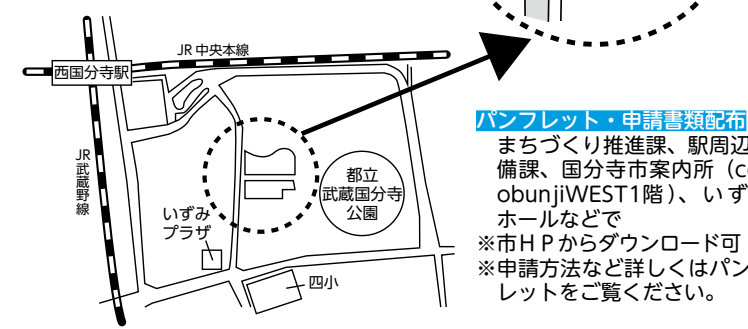 JR 中央本線
西国分寺駅
JR武蔵野線
都立
武蔵国分寺
公園
いずみ
プラザ
四小
パンフレット・申請書類配布
まちづくり推進課、駅周辺
備課、国分寺市案内所（c
obunjiWEST1階）、いず
ホールなどで
※市HPからダウンロード可
※申請方法など詳しくはパン
レットをご覧ください。